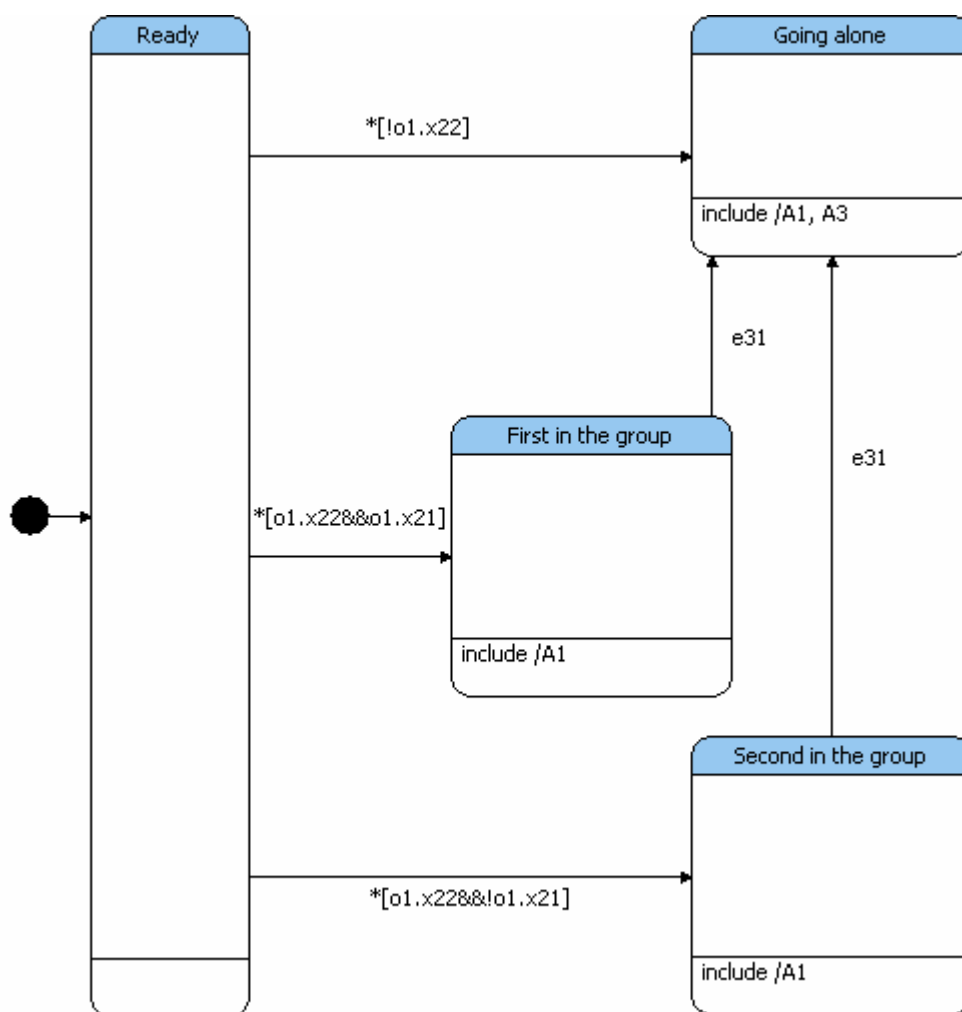 Ready
Going alone
*[!o1.x22]
include /A1, A3
e31
First in the group
e31
*[o1.x22&&o1.x21]
include /A1
Second in the group
*[o1.x22&&!o1.x21]
include /A1